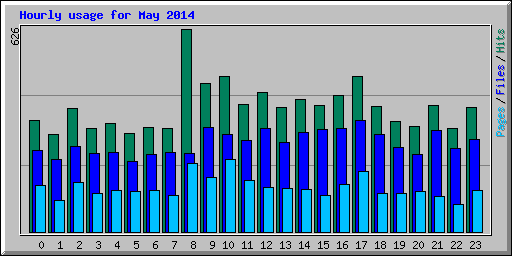 Hourly usage for May 2014
626
Pages / Files / Hits
0 1 2 3 4 5 6 7 8 9 10 11 12 13 14 15 16 17 18 19 20 21 22 23